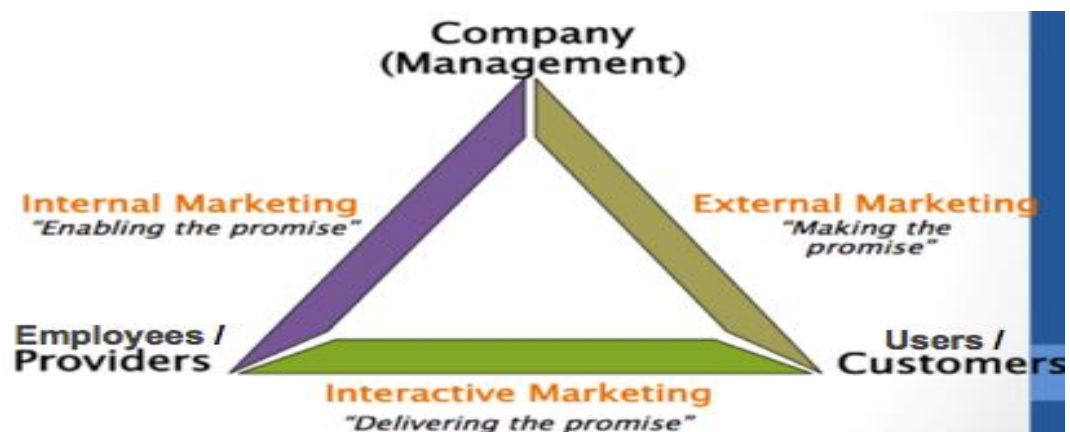 Company
(Management)
Internal Marketing
"Enabling the promise"
External Marketing
"Making the
promise"
Employees /
Providers
Users /
Customers
Interactive Marketing
"Delivering the promise"